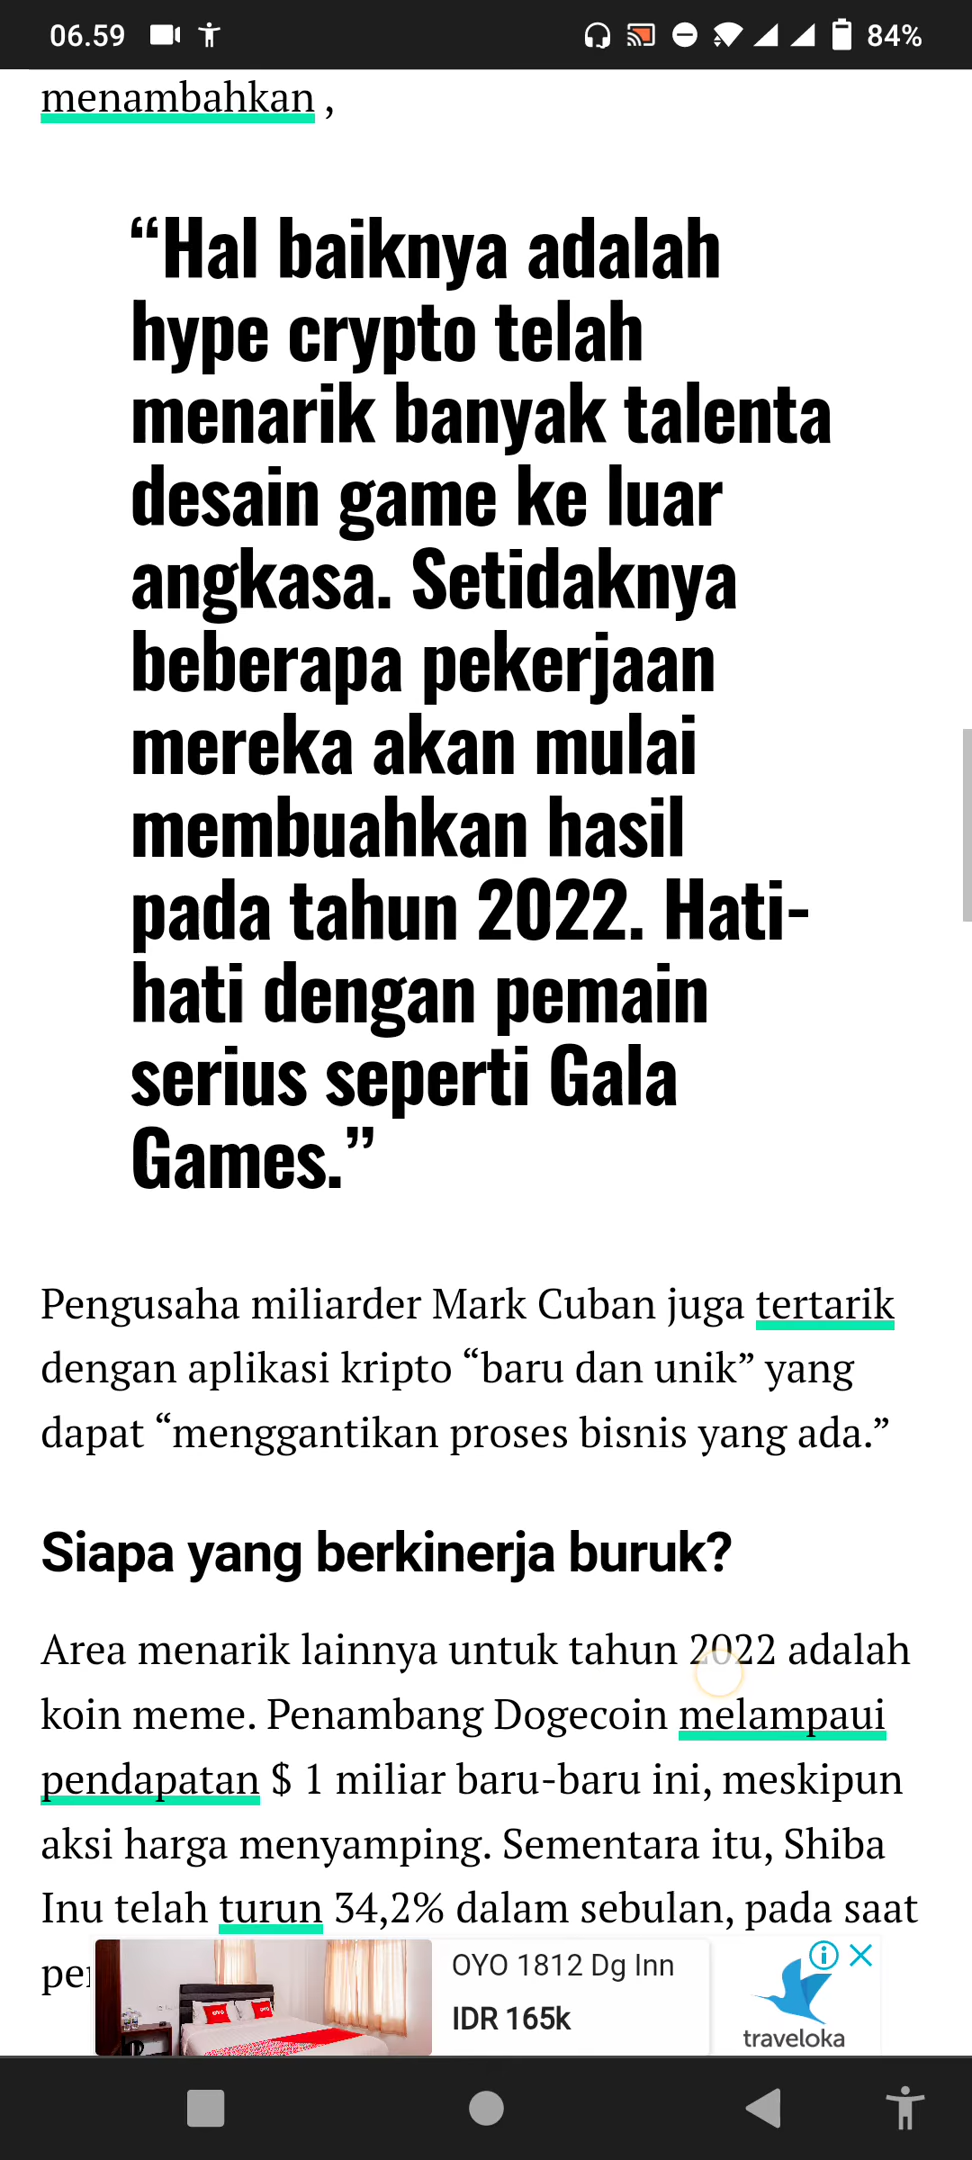 06.59
84%
menambahkan ,
“Hal baiknya adalah
hype crypto telah
menarik banyak talenta
desain game ke luar
angkasa. Setidaknya
beberapa pekerjaan
mereka akan mulai
membuahkan hasil
pada tahun 2022. Hati-
hati dengan pemain
serius seperti Gala
Games.”
Pengusaha miliarder Mark Cuban juga tertarik
dengan aplikasi kripto “baru dan unik” yang
dapat “menggantikan proses bisnis yang ada.”
Siapa yang berkinerja buruk?
Area menarik lainnya untuk tahun 2022 adalah
koin meme. Penambang Dogecoin melampaui
pendapatan $ 1 miliar baru-baru ini, meskipun
aksi harga menyamping. Sementara itu, Shiba
Inu telah turun 34,2% dalam sebulan, pada saat
OYO 1812 Dg Inn
IDR 165k
traveloka